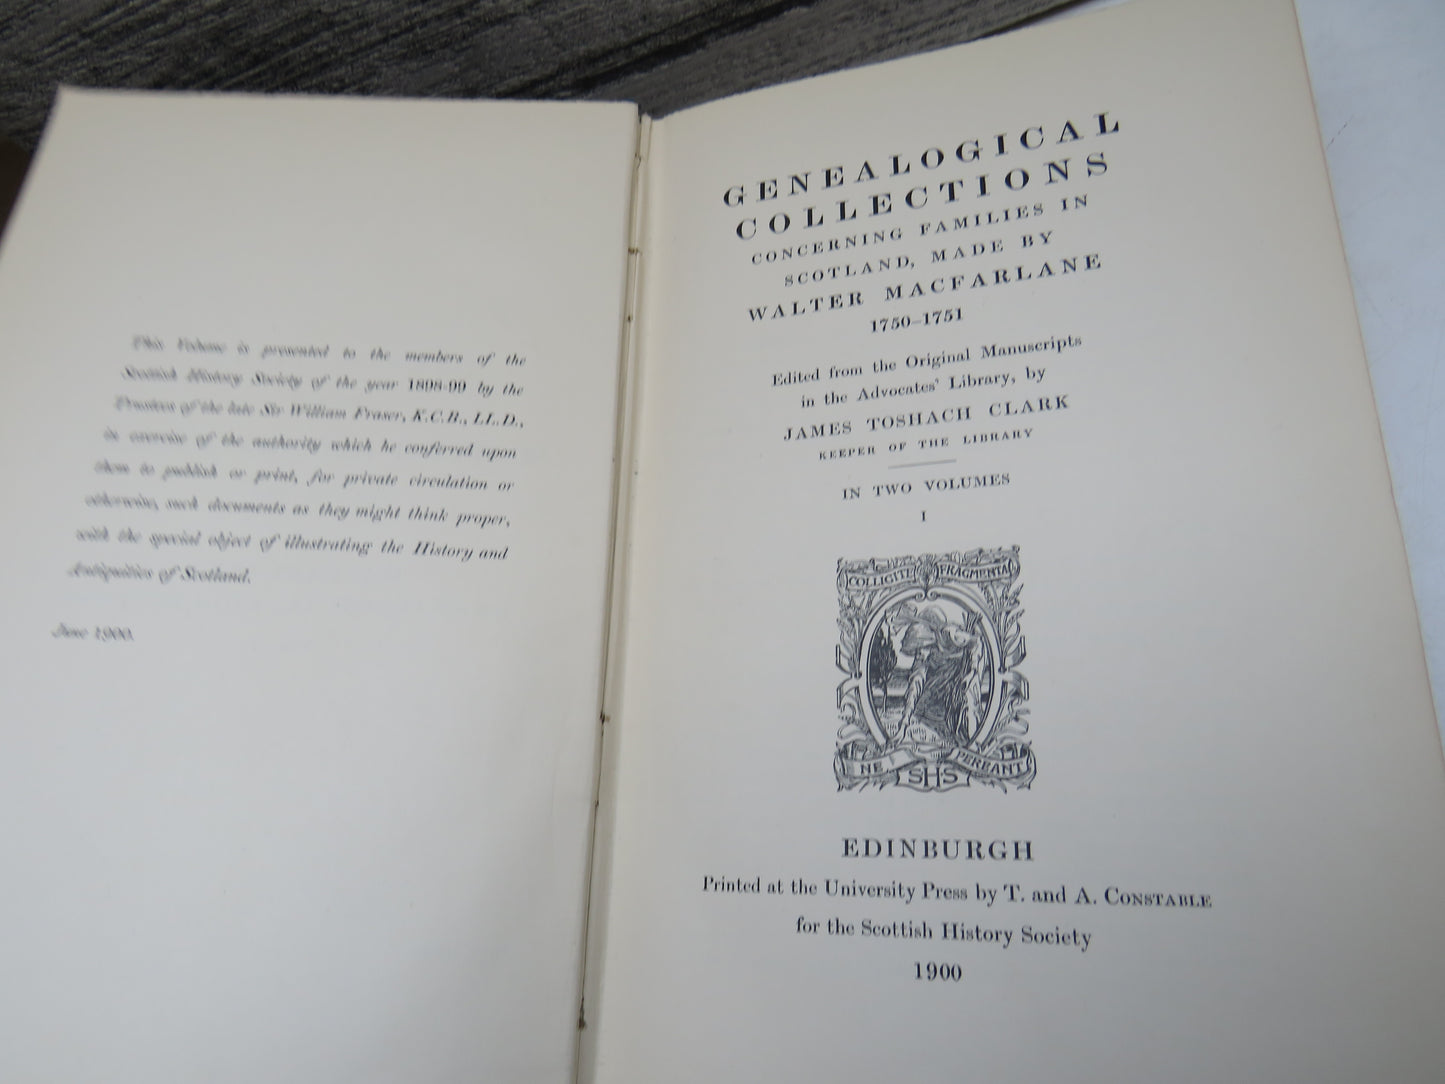 This Volume is presented to the members of the
Scottish History Society of the year 1898-99 by the
Trustees of the late Sir William Fraser, K.C.B., LL.D.,
in exercise of the authority which he conferred upon
them to publish or print, for private circulation or
otherwise, such documents as they might think proper,
with the special object of illustrating the History and
Antiquities of Scotland.
June 1900.
GENEALOGICAL
COLLECTIONS
CONCERNING FAMILIES IN
SCOTLAND, MADE BY
WALTER MACFARLANE
1750–1751
Edited from the Original Manuscripts
in the Advocates' Library, by
JAMES TOSHACH CLARK
KEEPER OF THE LIBRARY
IN TWO VOLUMES
I
COLLIGITE FRAGMENTA
NE PEREANT
SHS
EDINBURGH
Printed at the University Press by T. and A. CONSTABLE
for the Scottish History Society
1900